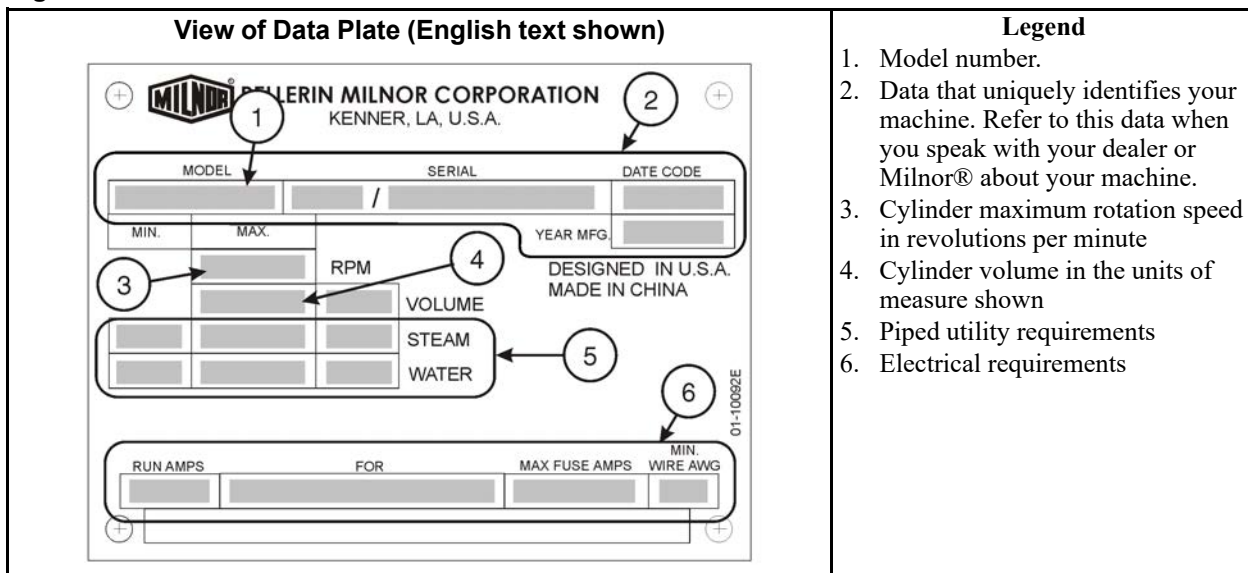 View of Data Plate (English text shown)
MILNOR®
PELLERIN MILNOR CORPORATION
KENNER, LA, U.S.A.
1
2
MODEL
SERIAL
DATE CODE
/
MIN.
MAX.
YEAR MFG.
3
RPM
4
DESIGNED IN U.S.A.
MADE IN CHINA
VOLUME
STEAM
5
WATER
6
01-10092E
RUN AMPS
FOR
MAX FUSE AMPS
MIN.
WIRE AWG
Legend
1. Model number.
2. Data that uniquely identifies your
machine. Refer to this data when
you speak with your dealer or
Milnor® about your machine.
3. Cylinder maximum rotation speed
in revolutions per minute
4. Cylinder volume in the units of
measure shown
5. Piped utility requirements
6. Electrical requirements